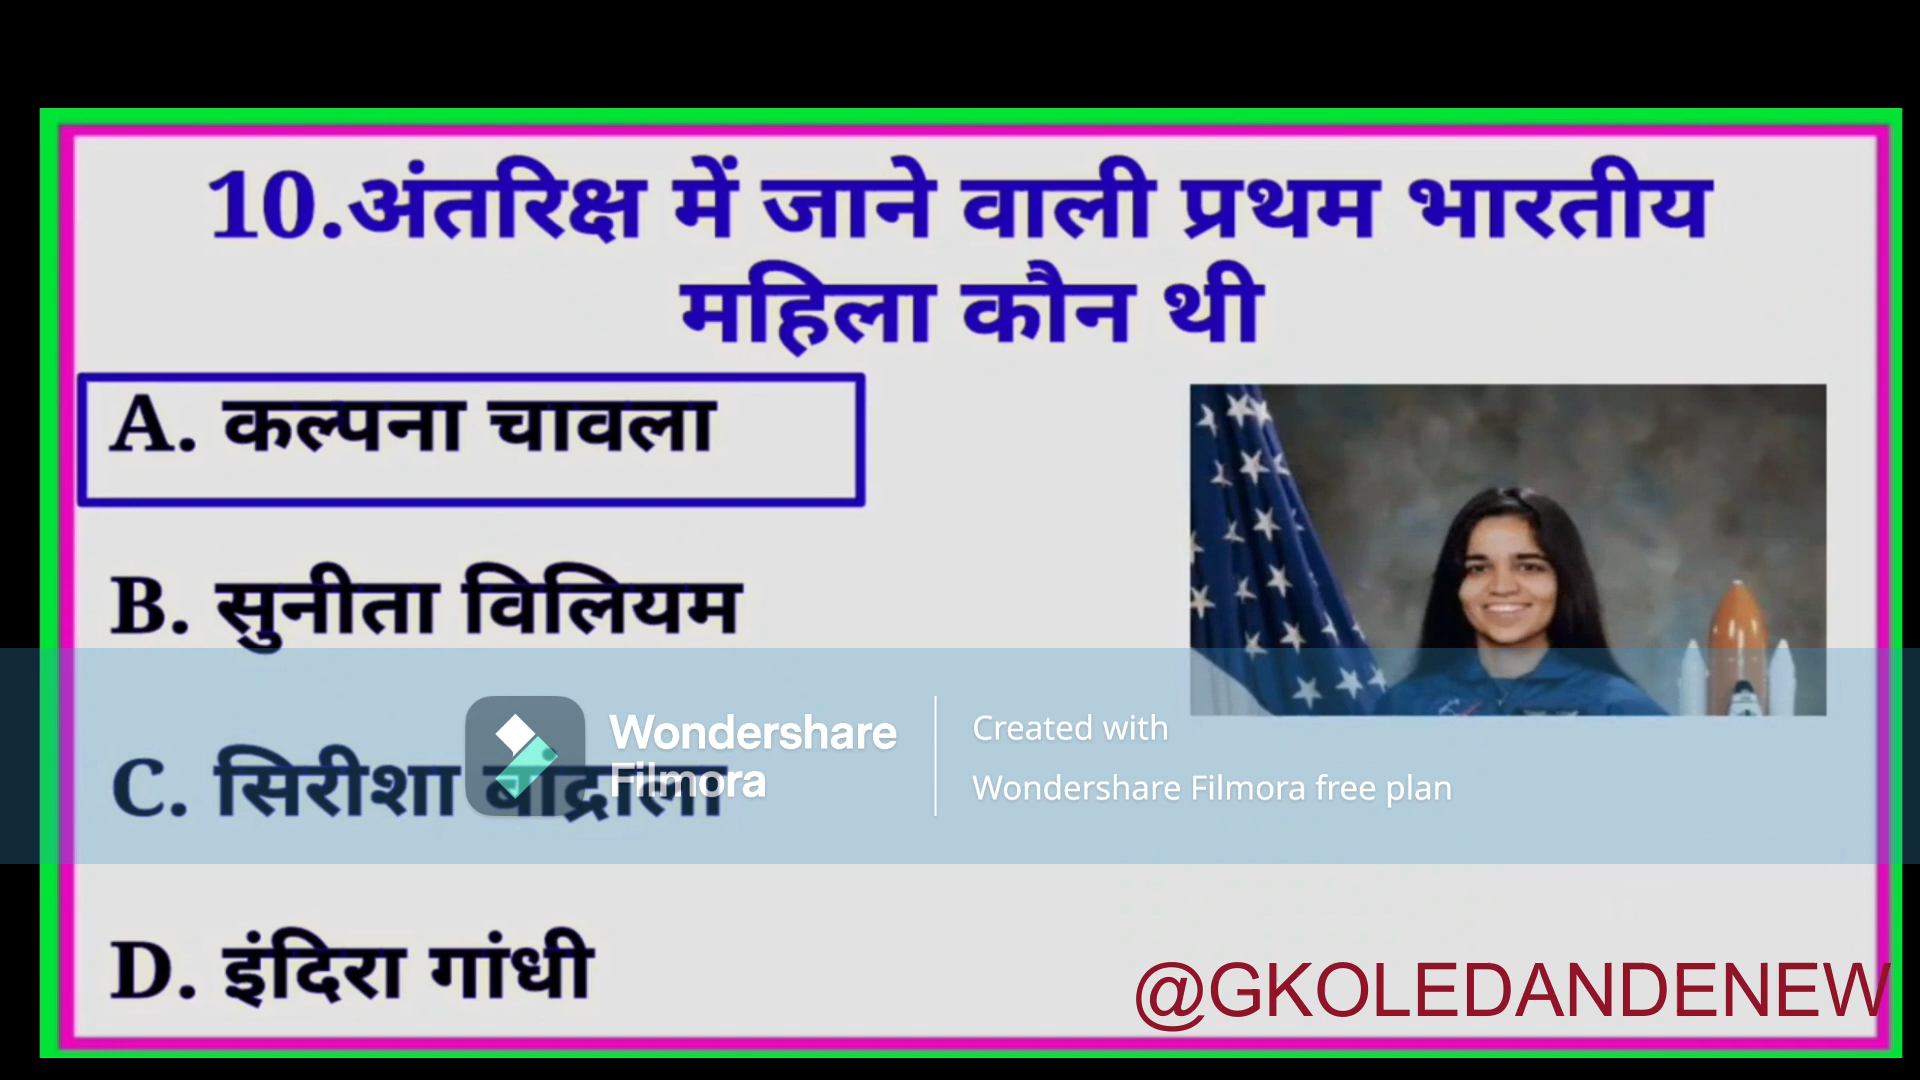 10.अंतरिक्ष में जाने वाली प्रथम भारतीय
महिला कौन थी
A. कल्पना चावला
B. सुनीता विलियम
C. सिरीशा बांद्राला
D. इंदिरा गांधी
Wondershare
Filmora
Created with
Wondershare Filmora free plan
@GKOLEDANDENEW